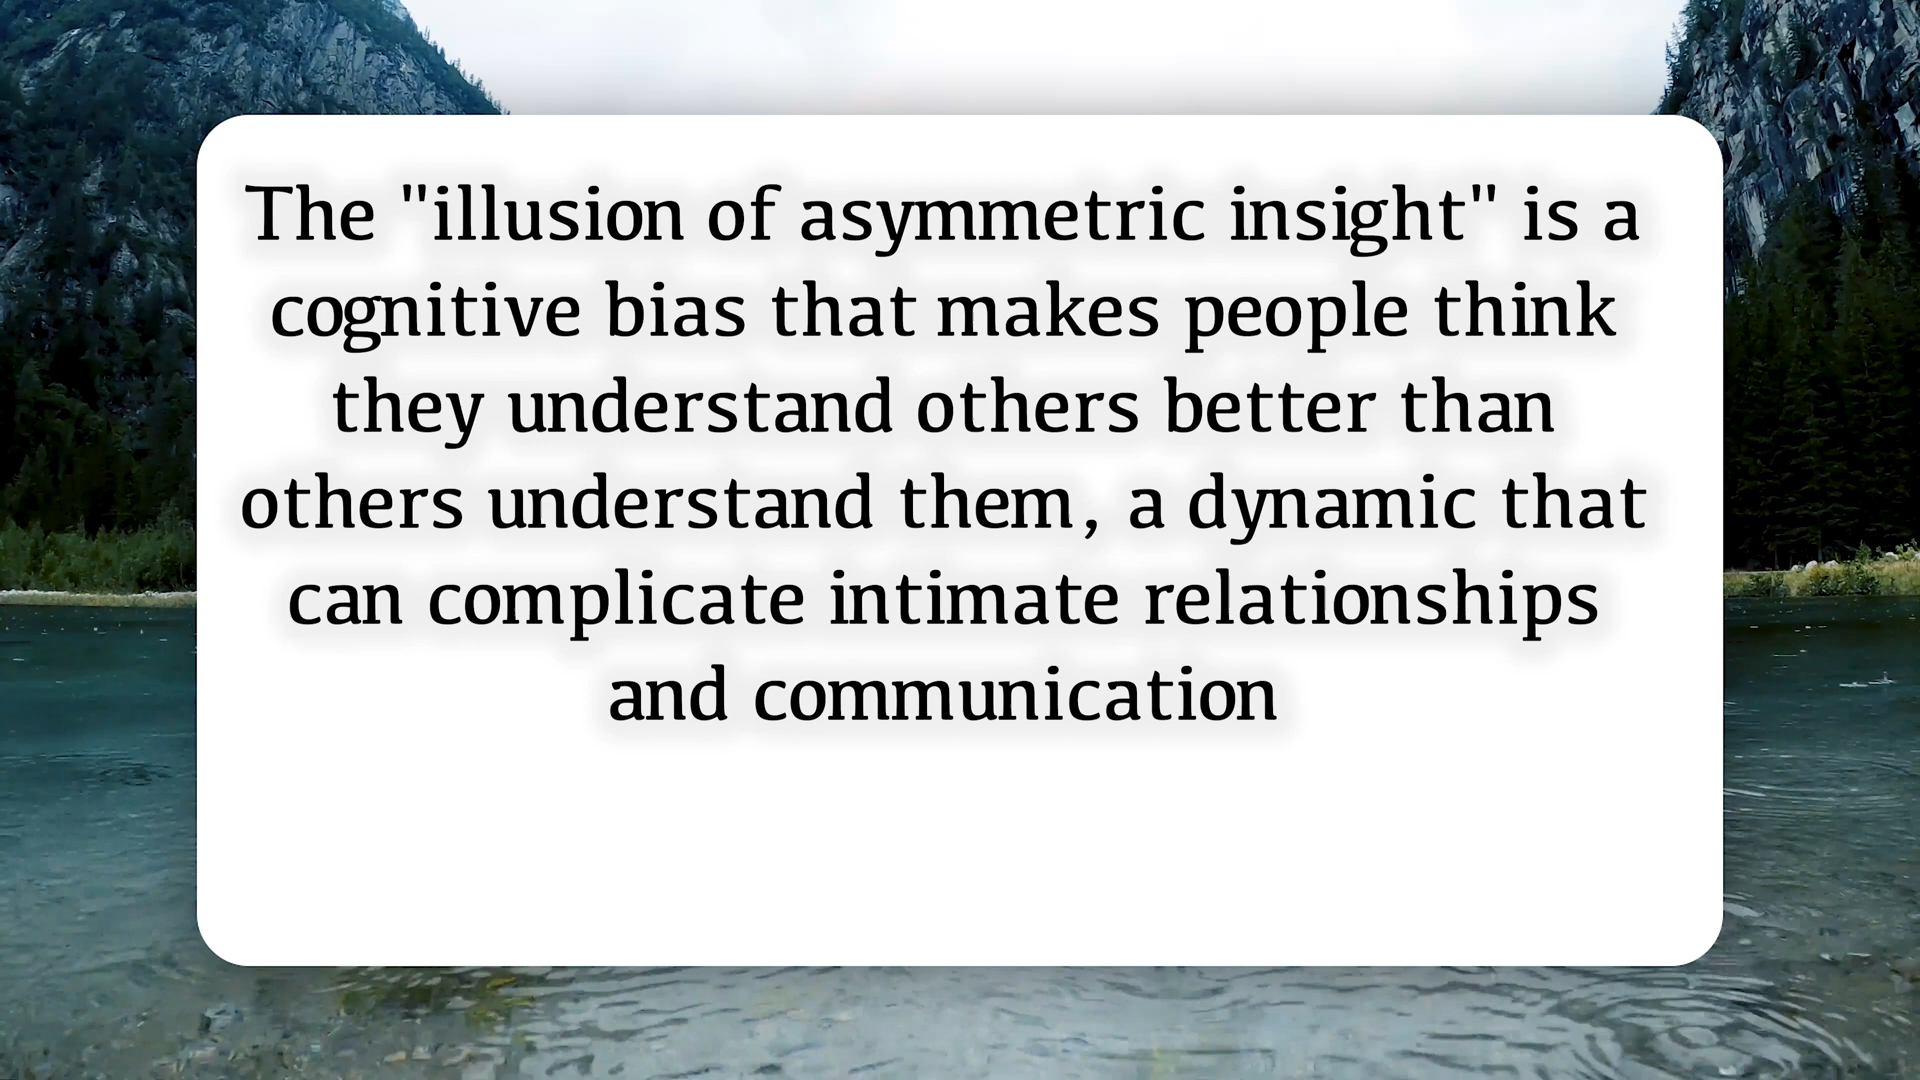 The "illusion of asymmetric insight" is a
cognitive bias that makes people think
they understand others better than
others understand them, a dynamic that
can complicate intimate relationships
and communication